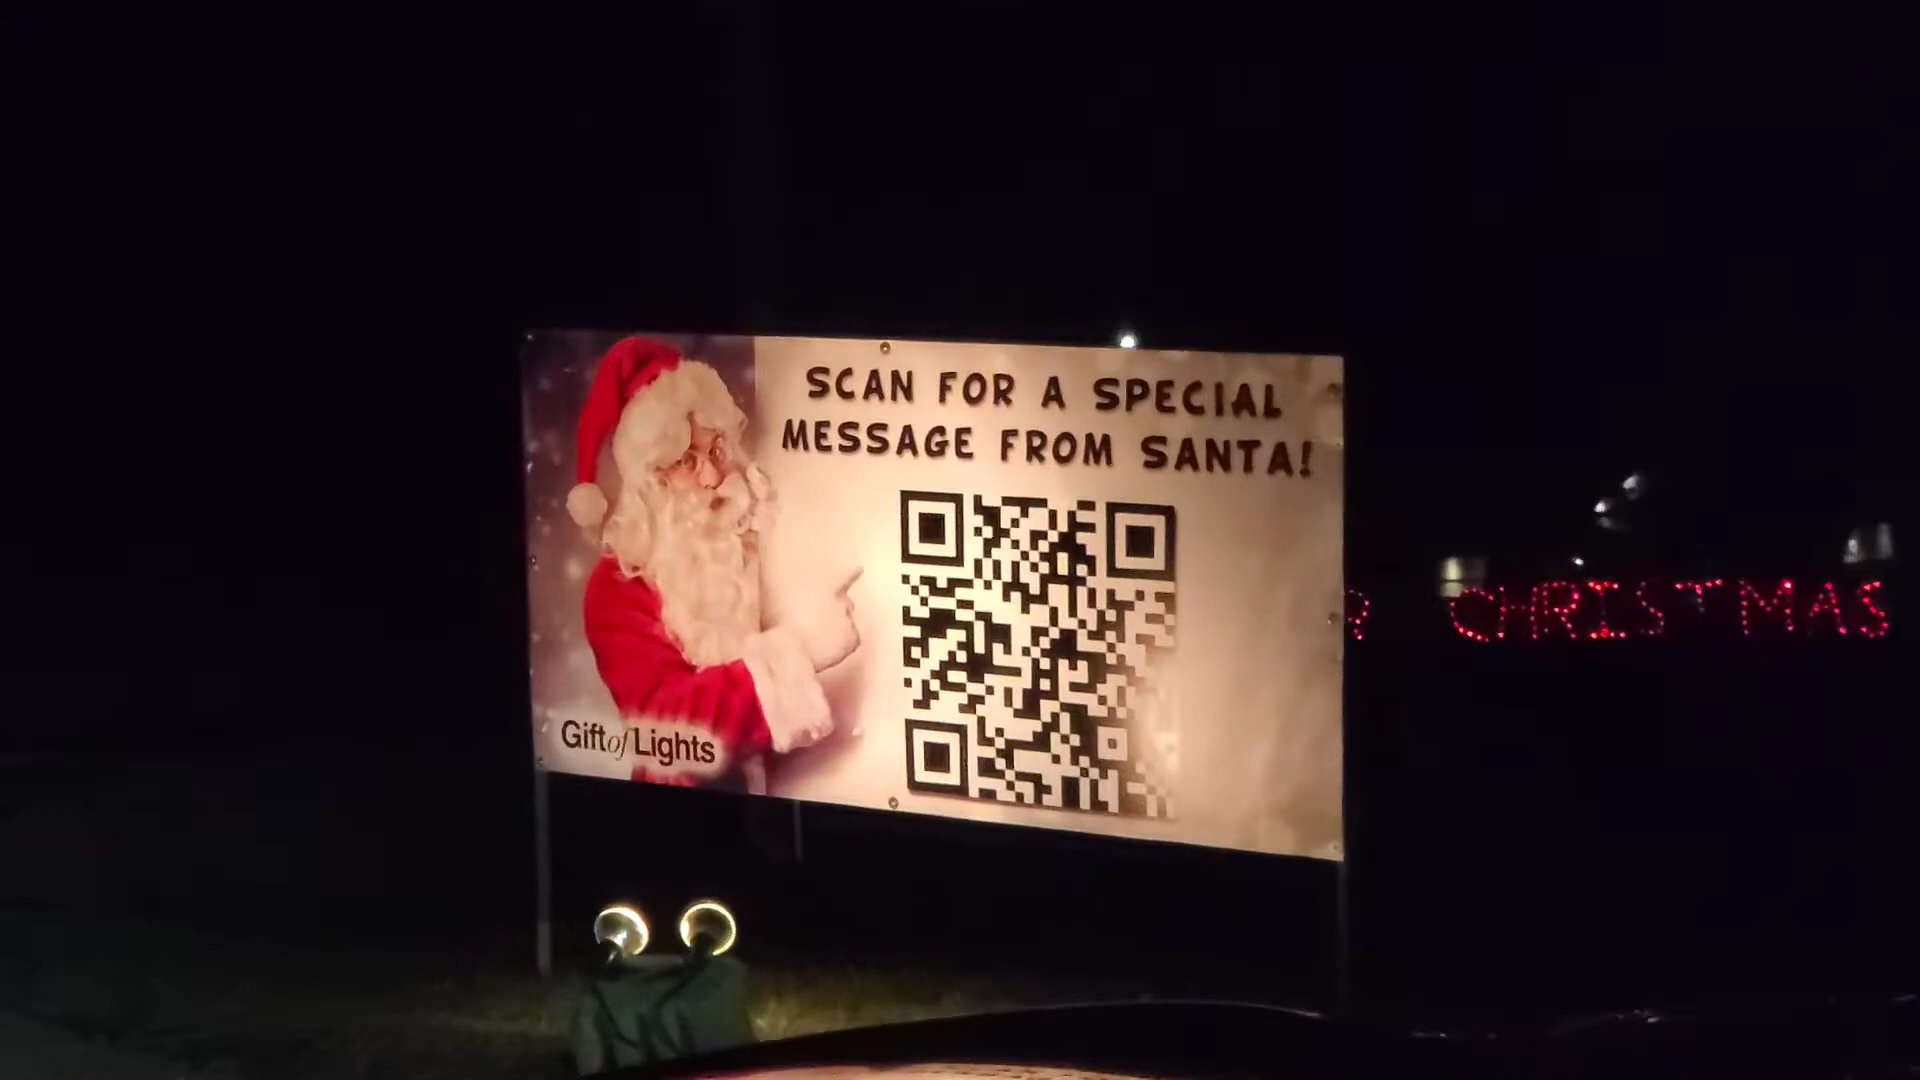 SCAN FOR A SPECIAL
MESSAGE FROM SANTA!
Gift of Lights
CHRISTMAS